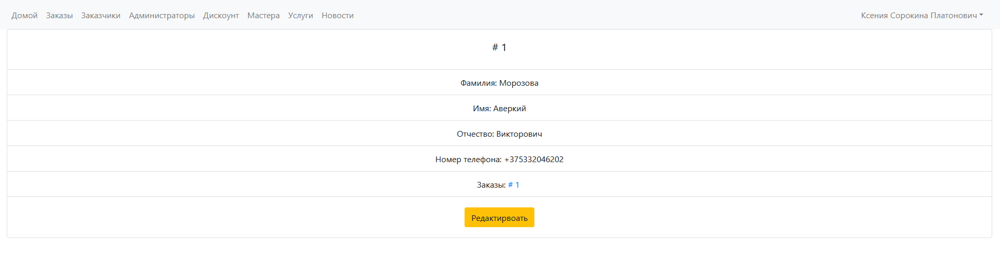 Домой Заказы Заказчики Администраторы Дискоунт Мастера Услуги Новости Ксения Сорокина Платонович
# 1
Фамилия: Морозова
Имя: Аверкий
Отчество: Викторович
Номер телефона: +375332046202
Заказы: # 1
Редактирвоать